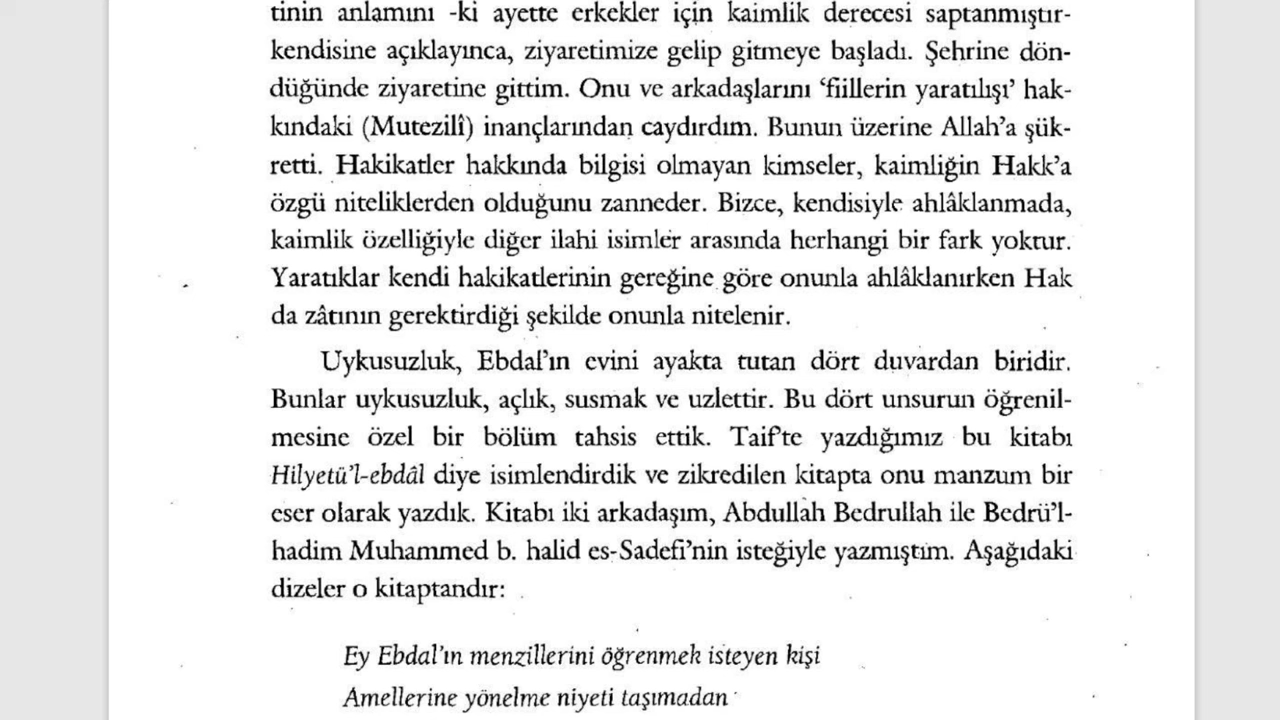 tinin anlamını -ki ayette erkekler için kaimlik derecesi saptanmıştır-
kendisine açıklayınca, ziyaretimize gelip gitmeye başladı. Şehrine dön-
düğünde ziyaretine gittim. Onu ve arkadaşlarını ‘fiillerin yaratılışı’ hak-
kındaki (Mutezilî) inançlarından caydırdım. Bunun üzerine Allah’a şük-
retti. Hakikatler hakkında bilgisi olmayan kimseler, kaimliğin Hakk’a
özgü niteliklerden olduğunu zanneder. Bizce, kendisiyle ahlâklanmada,
kaimlik özelliğiyle diğer ilahi isimler arasında herhangi bir fark yoktur.
Yaratıklar kendi hakikatlerinin gereğine göre onunla ahlâklanırken Hak
da zâtının gerektirdiği şekilde onunla nitelenir.
Uykusuzluk, Ebdal’ın evini ayakta tutan dört duvardan biridir.
Bunlar uykusuzluk, açlık, susmak ve uzlettir. Bu dört unsurun öğrenil-
mesine özel bir bölüm tahsis ettik. Taif’te yazdığımız bu kitabı
Hilyetü’l-ebdâl diye isimlendirdik ve zikredilen kitapta onu manzum bir
eser olarak yazdık. Kitabı iki arkadaşım, Abdullah Bedrullah ile Bedrü’l-
hadim Muhammed b. halid es-Sadefi’nin isteğiyle yazmıştım. Aşağıdaki
dizeler o kitaptandır:
Ey Ebdal’ın menzillerini öğrenmek isteyen kişi
Amellerine yönelme niyeti taşımadan